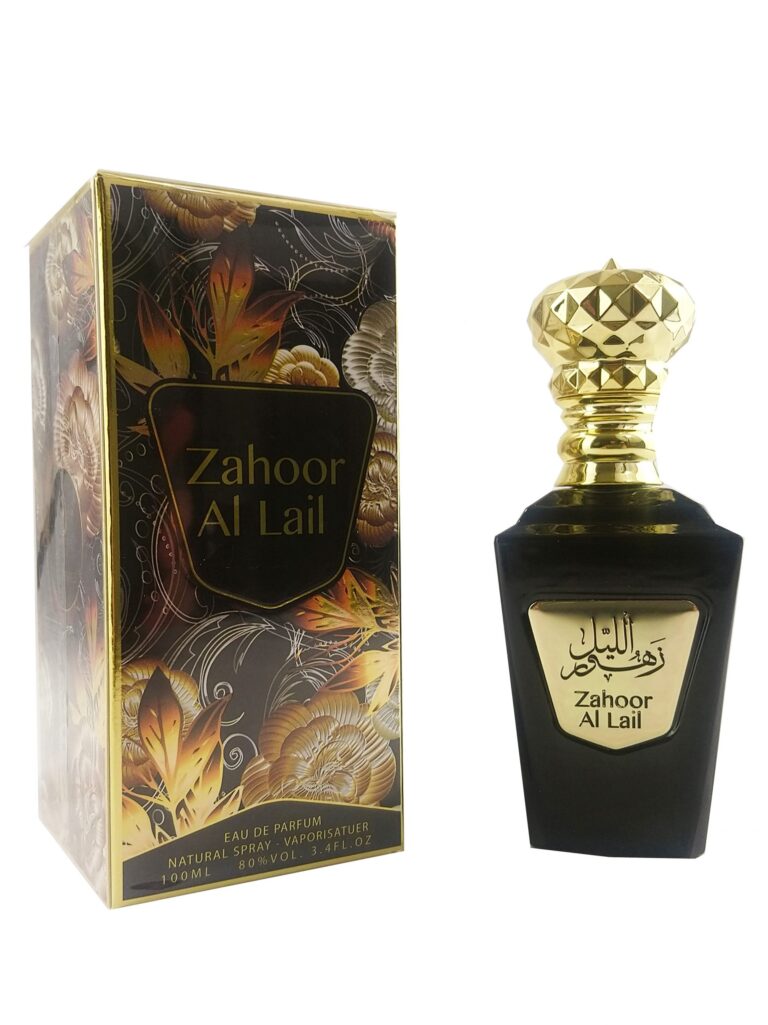 Zahoor
Al Lail
EAU DE PARFUM
NATURAL SPRAY · VAPORISATUER
100ML 80%VOL. 3.4FL.OZ
زهور الليل
Zahoor
Al Lail